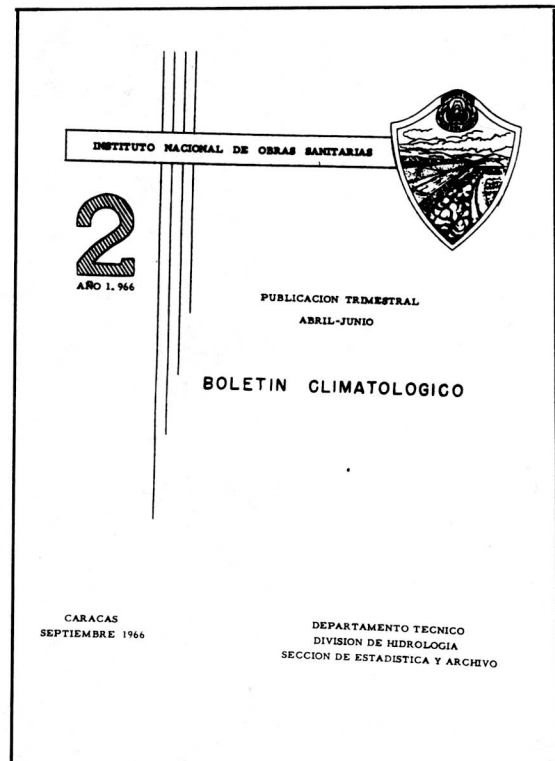 INSTITUTO NACIONAL DE OBRAS SANITARIAS
2
AÑO 1.966
PUBLICACION TRIMESTRAL
ABRIL-JUNIO
BOLETIN CLIMATOLOGICO
CARACAS
SEPTIEMBRE 1966
DEPARTAMENTO TECNICO
DIVISION DE HIDROLOGIA
SECCION DE ESTADISTICA Y ARCHIVO